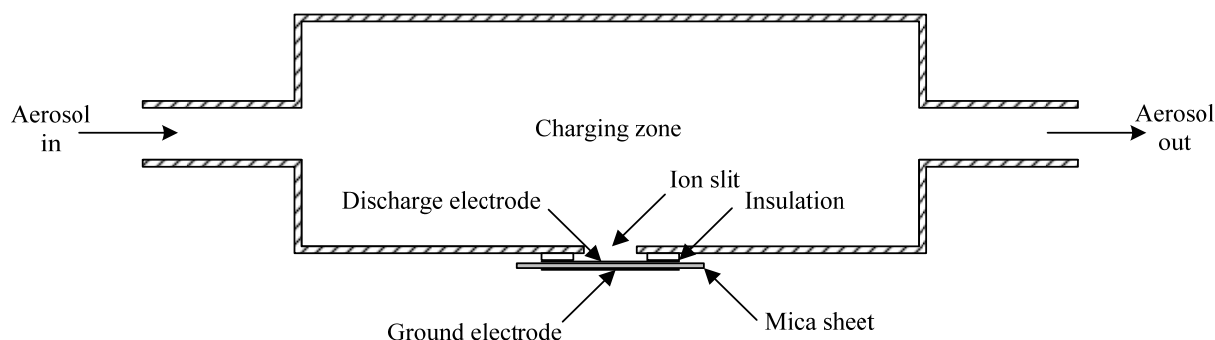 Aerosol
in
Charging zone
Aerosol
out
Ion slit
Discharge electrode
Insulation
Ground electrode
Mica sheet